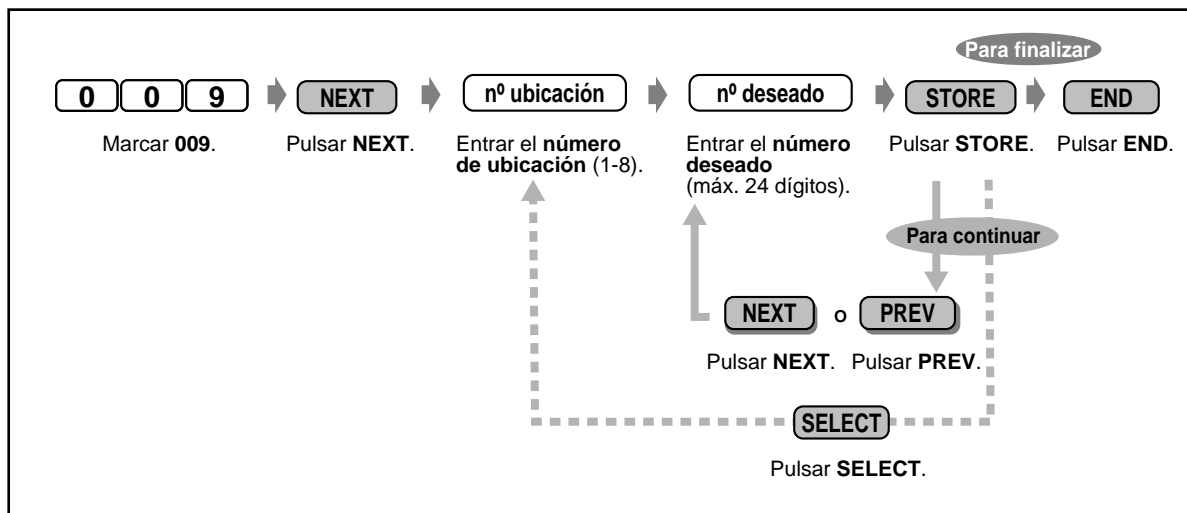 Para finalizar
0 0 9 NEXT nº ubicación nº deseado STORE END
Marcar 009. Pulsar NEXT. Entrar el número Entrar el número Pulsar STORE. Pulsar END.
de ubicación (1-8). deseado
(máx. 24 dígitos).
Para continuar
NEXT o PREV
Pulsar NEXT. Pulsar PREV.
SELECT
Pulsar SELECT.